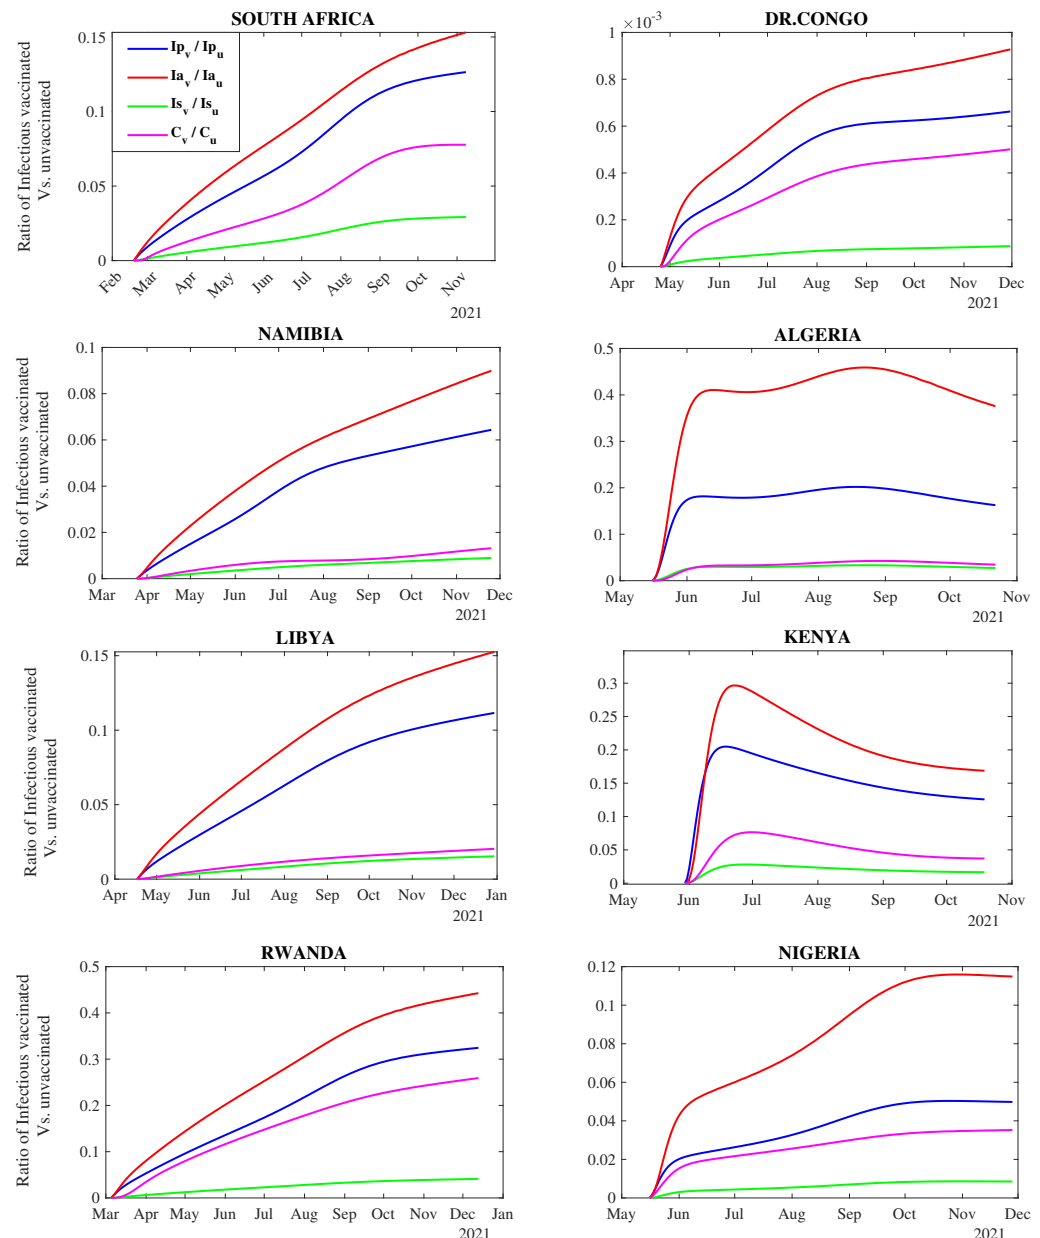 SOUTH AFRICA
Ratio of Infectious vaccinated
Vs. unvaccinated
0.15
0.1
0.05
0
Ip_v / Ip_u
Ia_v / Ia_u
Is_v / Is_u
C_v / C_u
Feb Mar Apr May Jun Jul Aug Sep Oct Nov
2021
DR.CONGO
×10^-3
1
0.8
0.6
0.4
0.2
0
Apr May Jun Jul Aug Sep Oct Nov Dec
2021
NAMIBIA
Ratio of Infectious vaccinated
Vs. unvaccinated
0.1
0.08
0.06
0.04
0.02
0
Mar Apr May Jun Jul Aug Sep Oct Nov Dec
2021
ALGERIA
0.5
0.4
0.3
0.2
0.1
0
May Jun Jul Aug Sep Oct Nov
2021
LIBYA
Ratio of Infectious vaccinated
Vs. unvaccinated
0.15
0.1
0.05
0
Apr May Jun Jul Aug Sep Oct Nov Dec Jan
2021
KENYA
0.3
0.25
0.2
0.15
0.1
0.05
0
May Jun Jul Aug Sep Oct Nov
2021
RWANDA
Ratio of Infectious vaccinated
Vs. unvaccinated
0.5
0.4
0.3
0.2
0.1
0
Mar Apr May Jun Jul Aug Sep Oct Nov Dec Jan
2021
NIGERIA
0.12
0.1
0.08
0.06
0.04
0.02
0
May Jun Jul Aug Sep Oct Nov Dec
2021